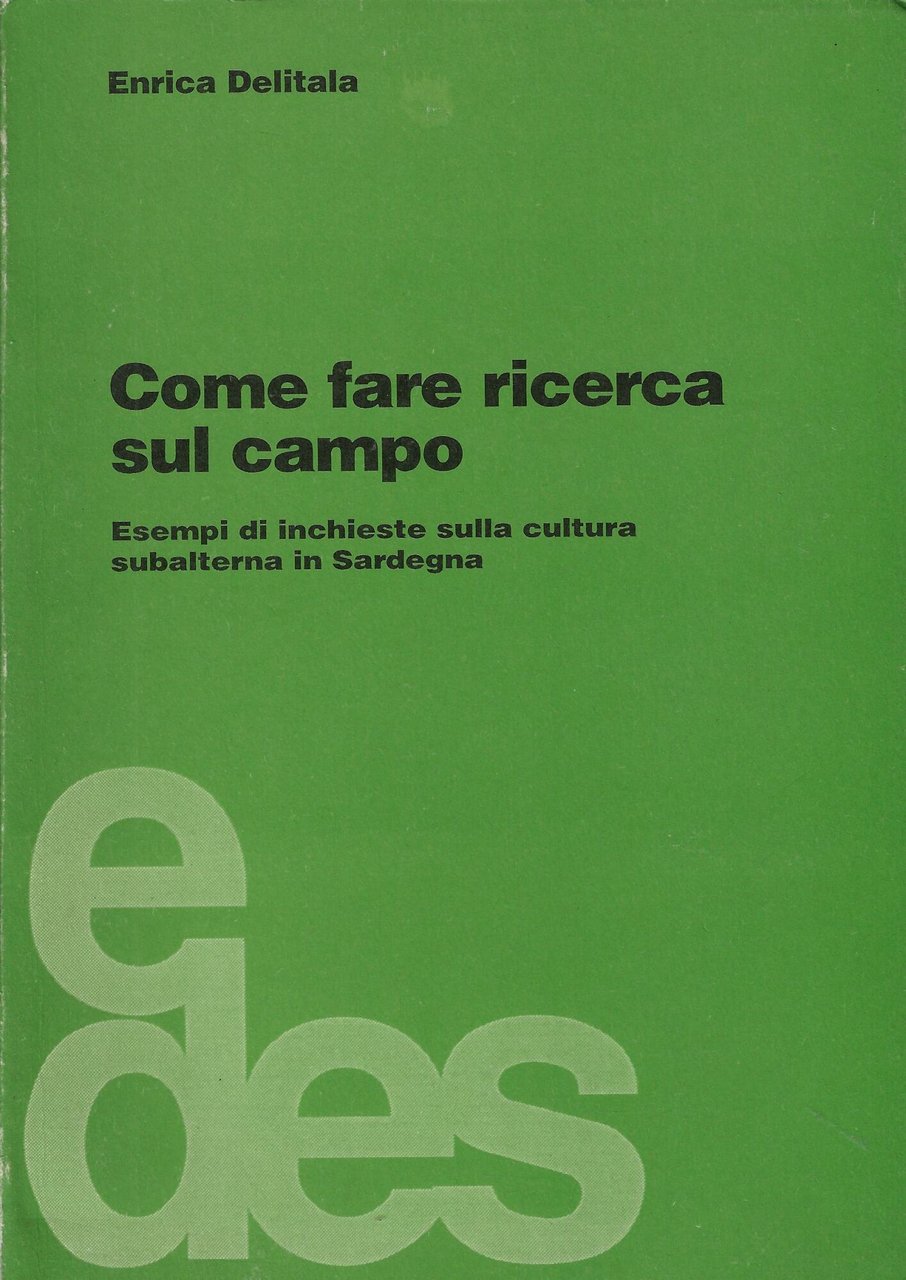 Enrica Delitala
Come fare ricerca
sul campo
Esempi di inchieste sulla cultura
subalterna in Sardegna
e
des